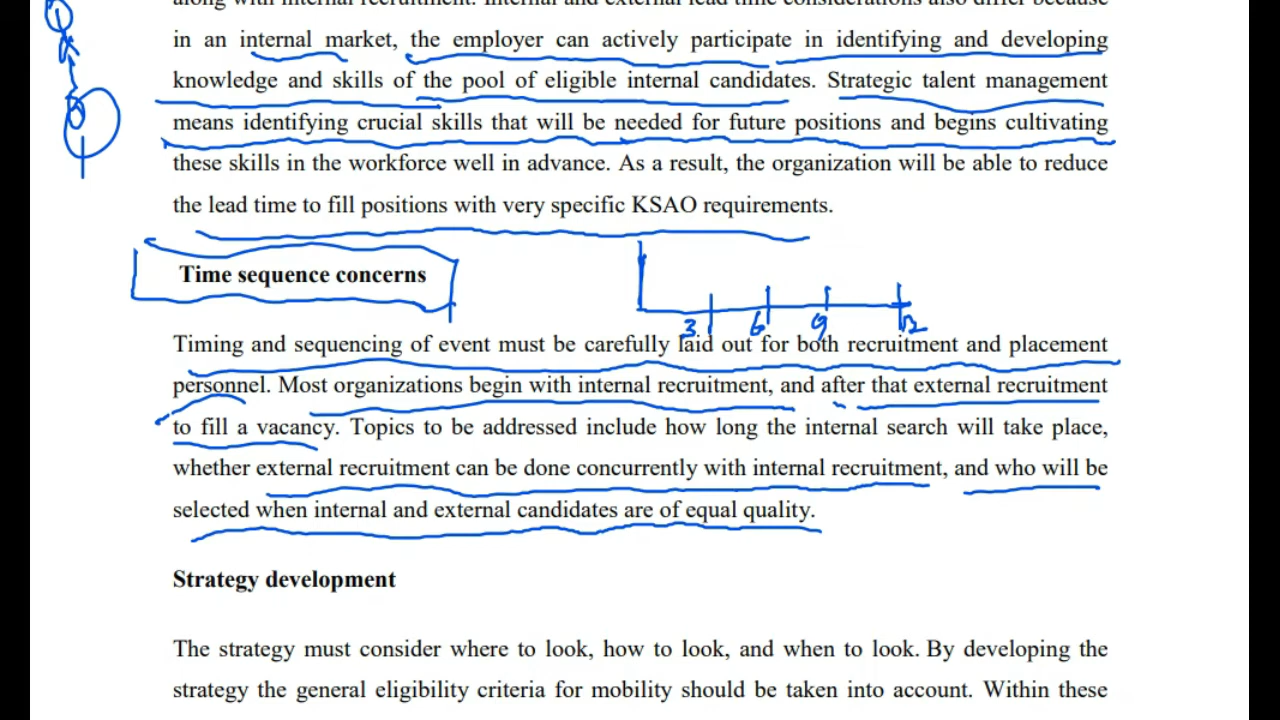 along with internal recruitment. Internal and external lead time considerations also differ because
in an internal market, the employer can actively participate in identifying and developing
knowledge and skills of the pool of eligible internal candidates. Strategic talent management
means identifying crucial skills that will be needed for future positions and begins cultivating
these skills in the workforce well in advance. As a result, the organization will be able to reduce
the lead time to fill positions with very specific KSAO requirements.
Time sequence concerns
3 6 9 12
Timing and sequencing of event must be carefully laid out for both recruitment and placement
personnel. Most organizations begin with internal recruitment, and after that external recruitment
to fill a vacancy. Topics to be addressed include how long the internal search will take place,
whether external recruitment can be done concurrently with internal recruitment, and who will be
selected when internal and external candidates are of equal quality.
Strategy development
The strategy must consider where to look, how to look, and when to look. By developing the
strategy the general eligibility criteria for mobility should be taken into account. Within these